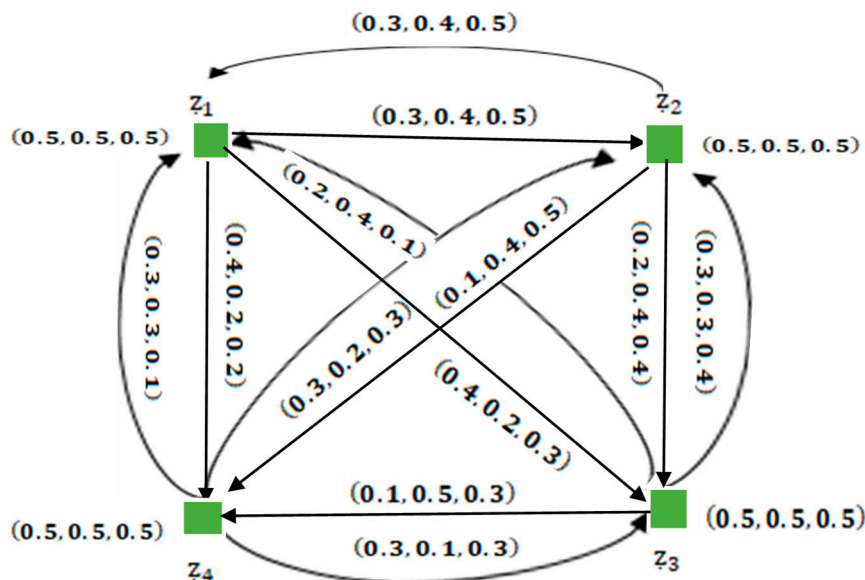 (0.3, 0.4, 0.5)
ẓ₁
ẓ₂
(0.3, 0.4, 0.5)
(0.5, 0.5, 0.5)
(0.5, 0.5, 0.5)
(0.2, 0.4, 0.1)
(0.1, 0.4, 0.5)
(0.3, 0.3, 0.1)
(0.4, 0.2, 0.2)
(0.2, 0.4, 0.4)
(0.3, 0.3, 0.4)
(0.3, 0.2, 0.3)
(0.4, 0.2, 0.3)
(0.1, 0.5, 0.3)
(0.5, 0.5, 0.5)
(0.5, 0.5, 0.5)
(0.3, 0.1, 0.3)
ẓ₄
ẓ₃